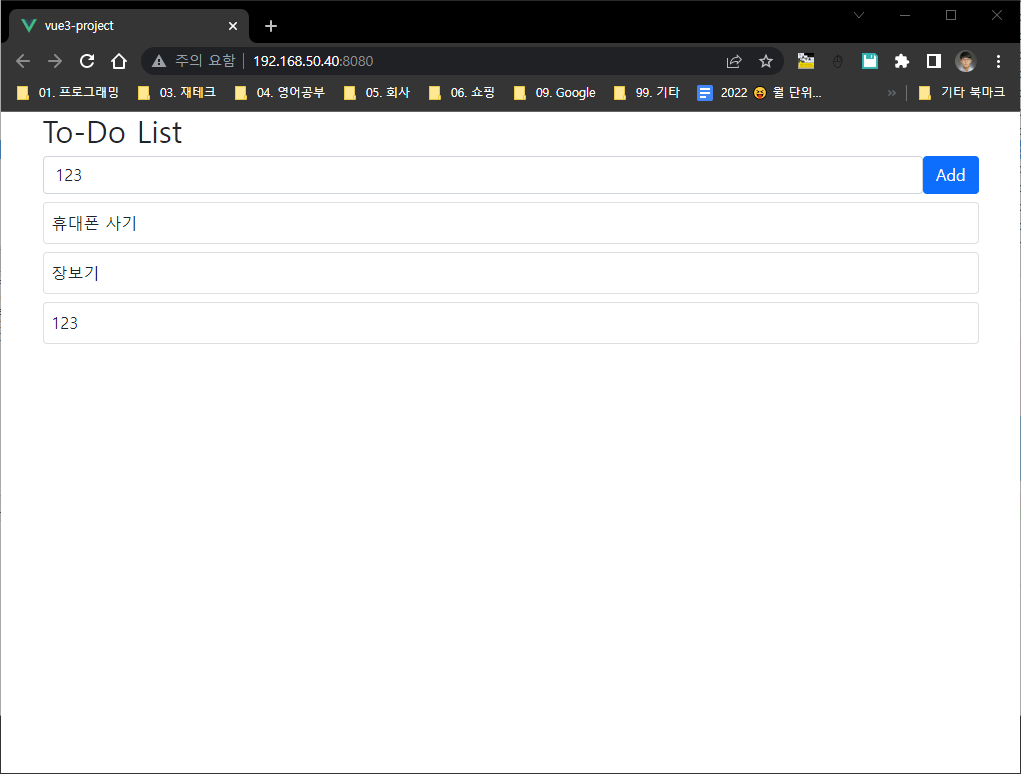 vue3-project
주의 요함 192.168.50.40:8080
01. 프로그래밍 03. 재테크 04. 영어공부 05. 회사 06. 쇼핑 09. Google 99. 기타 2022 😝 월 단위... » 기타 북마크
To-Do List
123 Add
휴대폰 사기
장보기
123